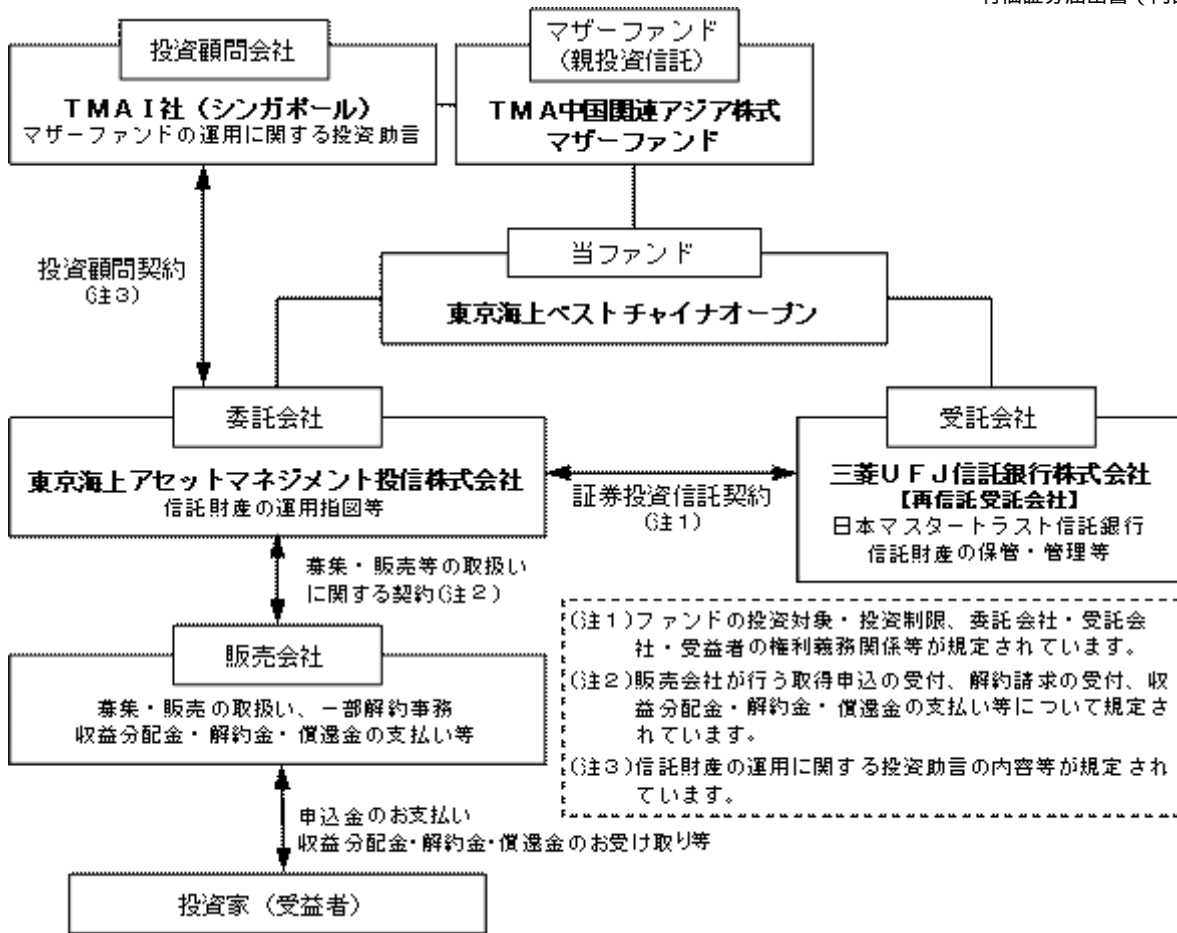 投資顧問会社
TMAI社(シンガポール)
マザーファンドの運用に関する投資助言
マザーファンド
(親投資信託)
TMA中国関連アジア株式
マザーファンド
投資顧問契約
(注3)
当ファンド
東京海上ベストチャイナオープン
委託会社
東京海上アセットマネジメント投信株式会社
信託財産の運用指図等
証券投資信託契約
(注1)
受託会社
三菱UFJ信託銀行株式会社
【再信託受託会社】
日本マスタートラスト信託銀行
信託財産の保管・管理等
募集・販売等の取扱い
に関する契約(注2)
販売会社
募集・販売の取扱い、一部解約事務
収益分配金・解約金・償還金の支払い等
(注1)ファンドの投資対象・投資制限、委託会社・受託会
社・受益者の権利義務関係等が規定されています。
(注2)販売会社が行う取得申込の受付、解約請求の受付、収
益分配金・解約金・償還金の支払い等について規定さ
れています。
(注3)信託財産の運用に関する投資助言の内容等が規定され
ています。
申込金のお支払い
収益分配金・解約金・償還金のお受け取り等
投資家(受益者)